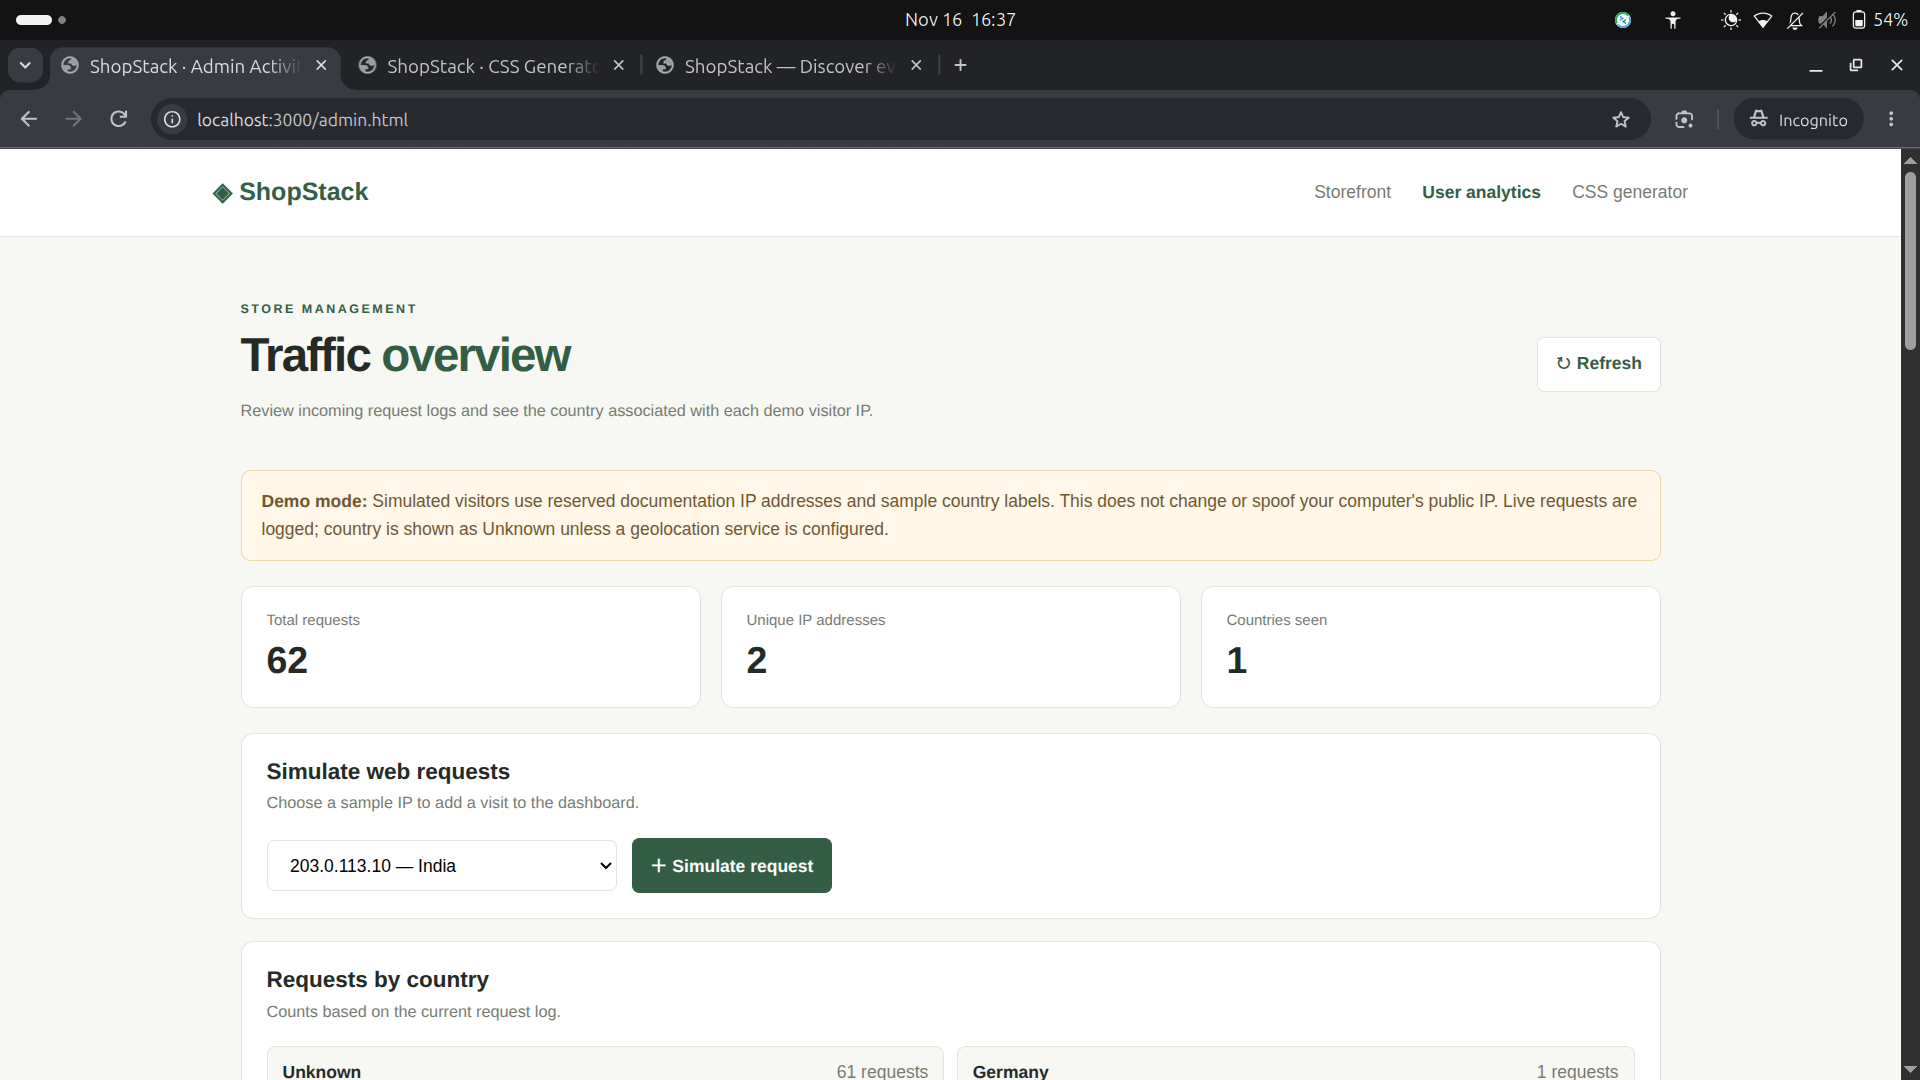 Nov 16 16:37
54%
ShopStack · Admin Activi
ShopStack · CSS Generato
ShopStack — Discover ev
localhost:3000/admin.html
Incognito
ShopStack
Storefront
User analytics
CSS generator
STORE MANAGEMENT
Traffic overview
Review incoming request logs and see the country associated with each demo visitor IP.
↻ Refresh
Demo mode: Simulated visitors use reserved documentation IP addresses and sample country labels. This does not change or spoof your computer's public IP. Live requests are
logged; country is shown as Unknown unless a geolocation service is configured.
Total requests
62
Unique IP addresses
2
Countries seen
1
Simulate web requests
Choose a sample IP to add a visit to the dashboard.
203.0.113.10 — India
+ Simulate request
Requests by country
Counts based on the current request log.
Unknown
61 requests
Germany
1 requests